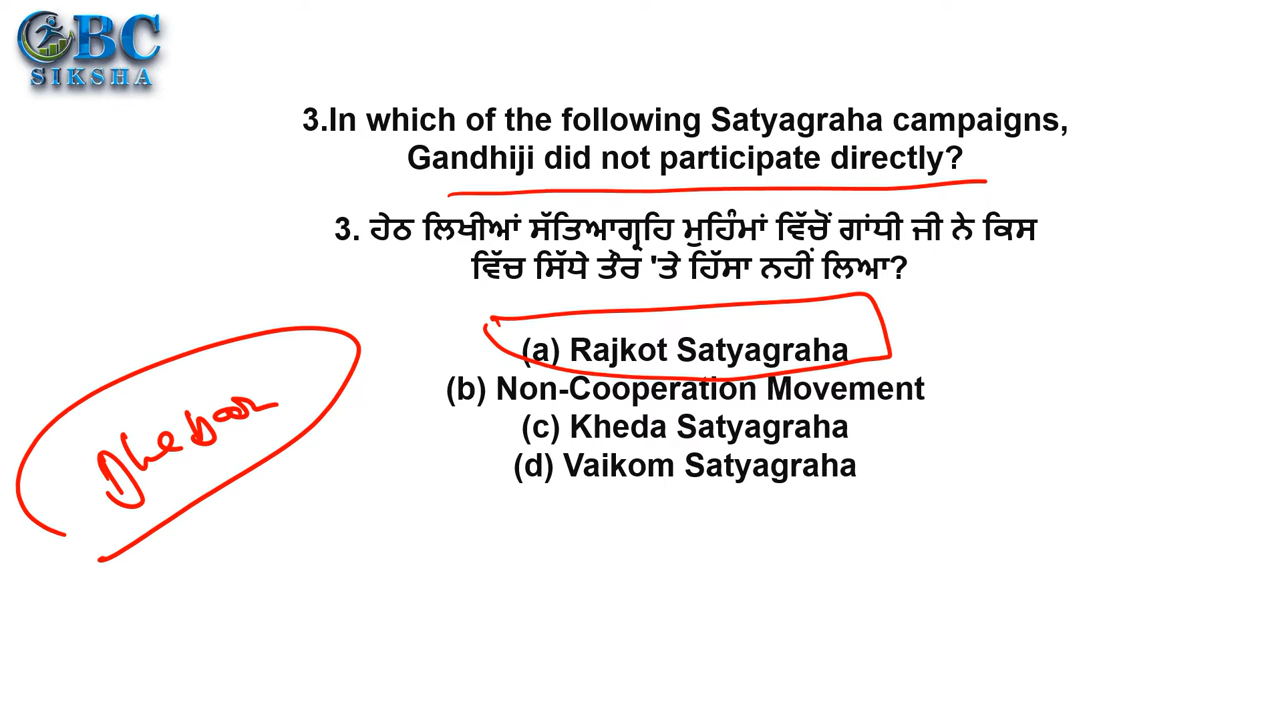 OBC
SIKSHA
3.In which of the following Satyagraha campaigns,
Gandhiji did not participate directly?
3. ਹੇਠ ਲਿਖੀਆਂ ਸੱਤਿਆਗ੍ਰਹਿ ਮੁਹਿੰਮਾਂ ਵਿੱਚੋਂ ਗਾਂਧੀ ਜੀ ਨੇ ਕਿਸ
ਵਿੱਚ ਸਿੱਧੇ ਤੌਰ 'ਤੇ ਹਿੱਸਾ ਨਹੀਂ ਲਿਆ?
(a) Rajkot Satyagraha
(b) Non-Cooperation Movement
(c) Kheda Satyagraha
(d) Vaikom Satyagraha